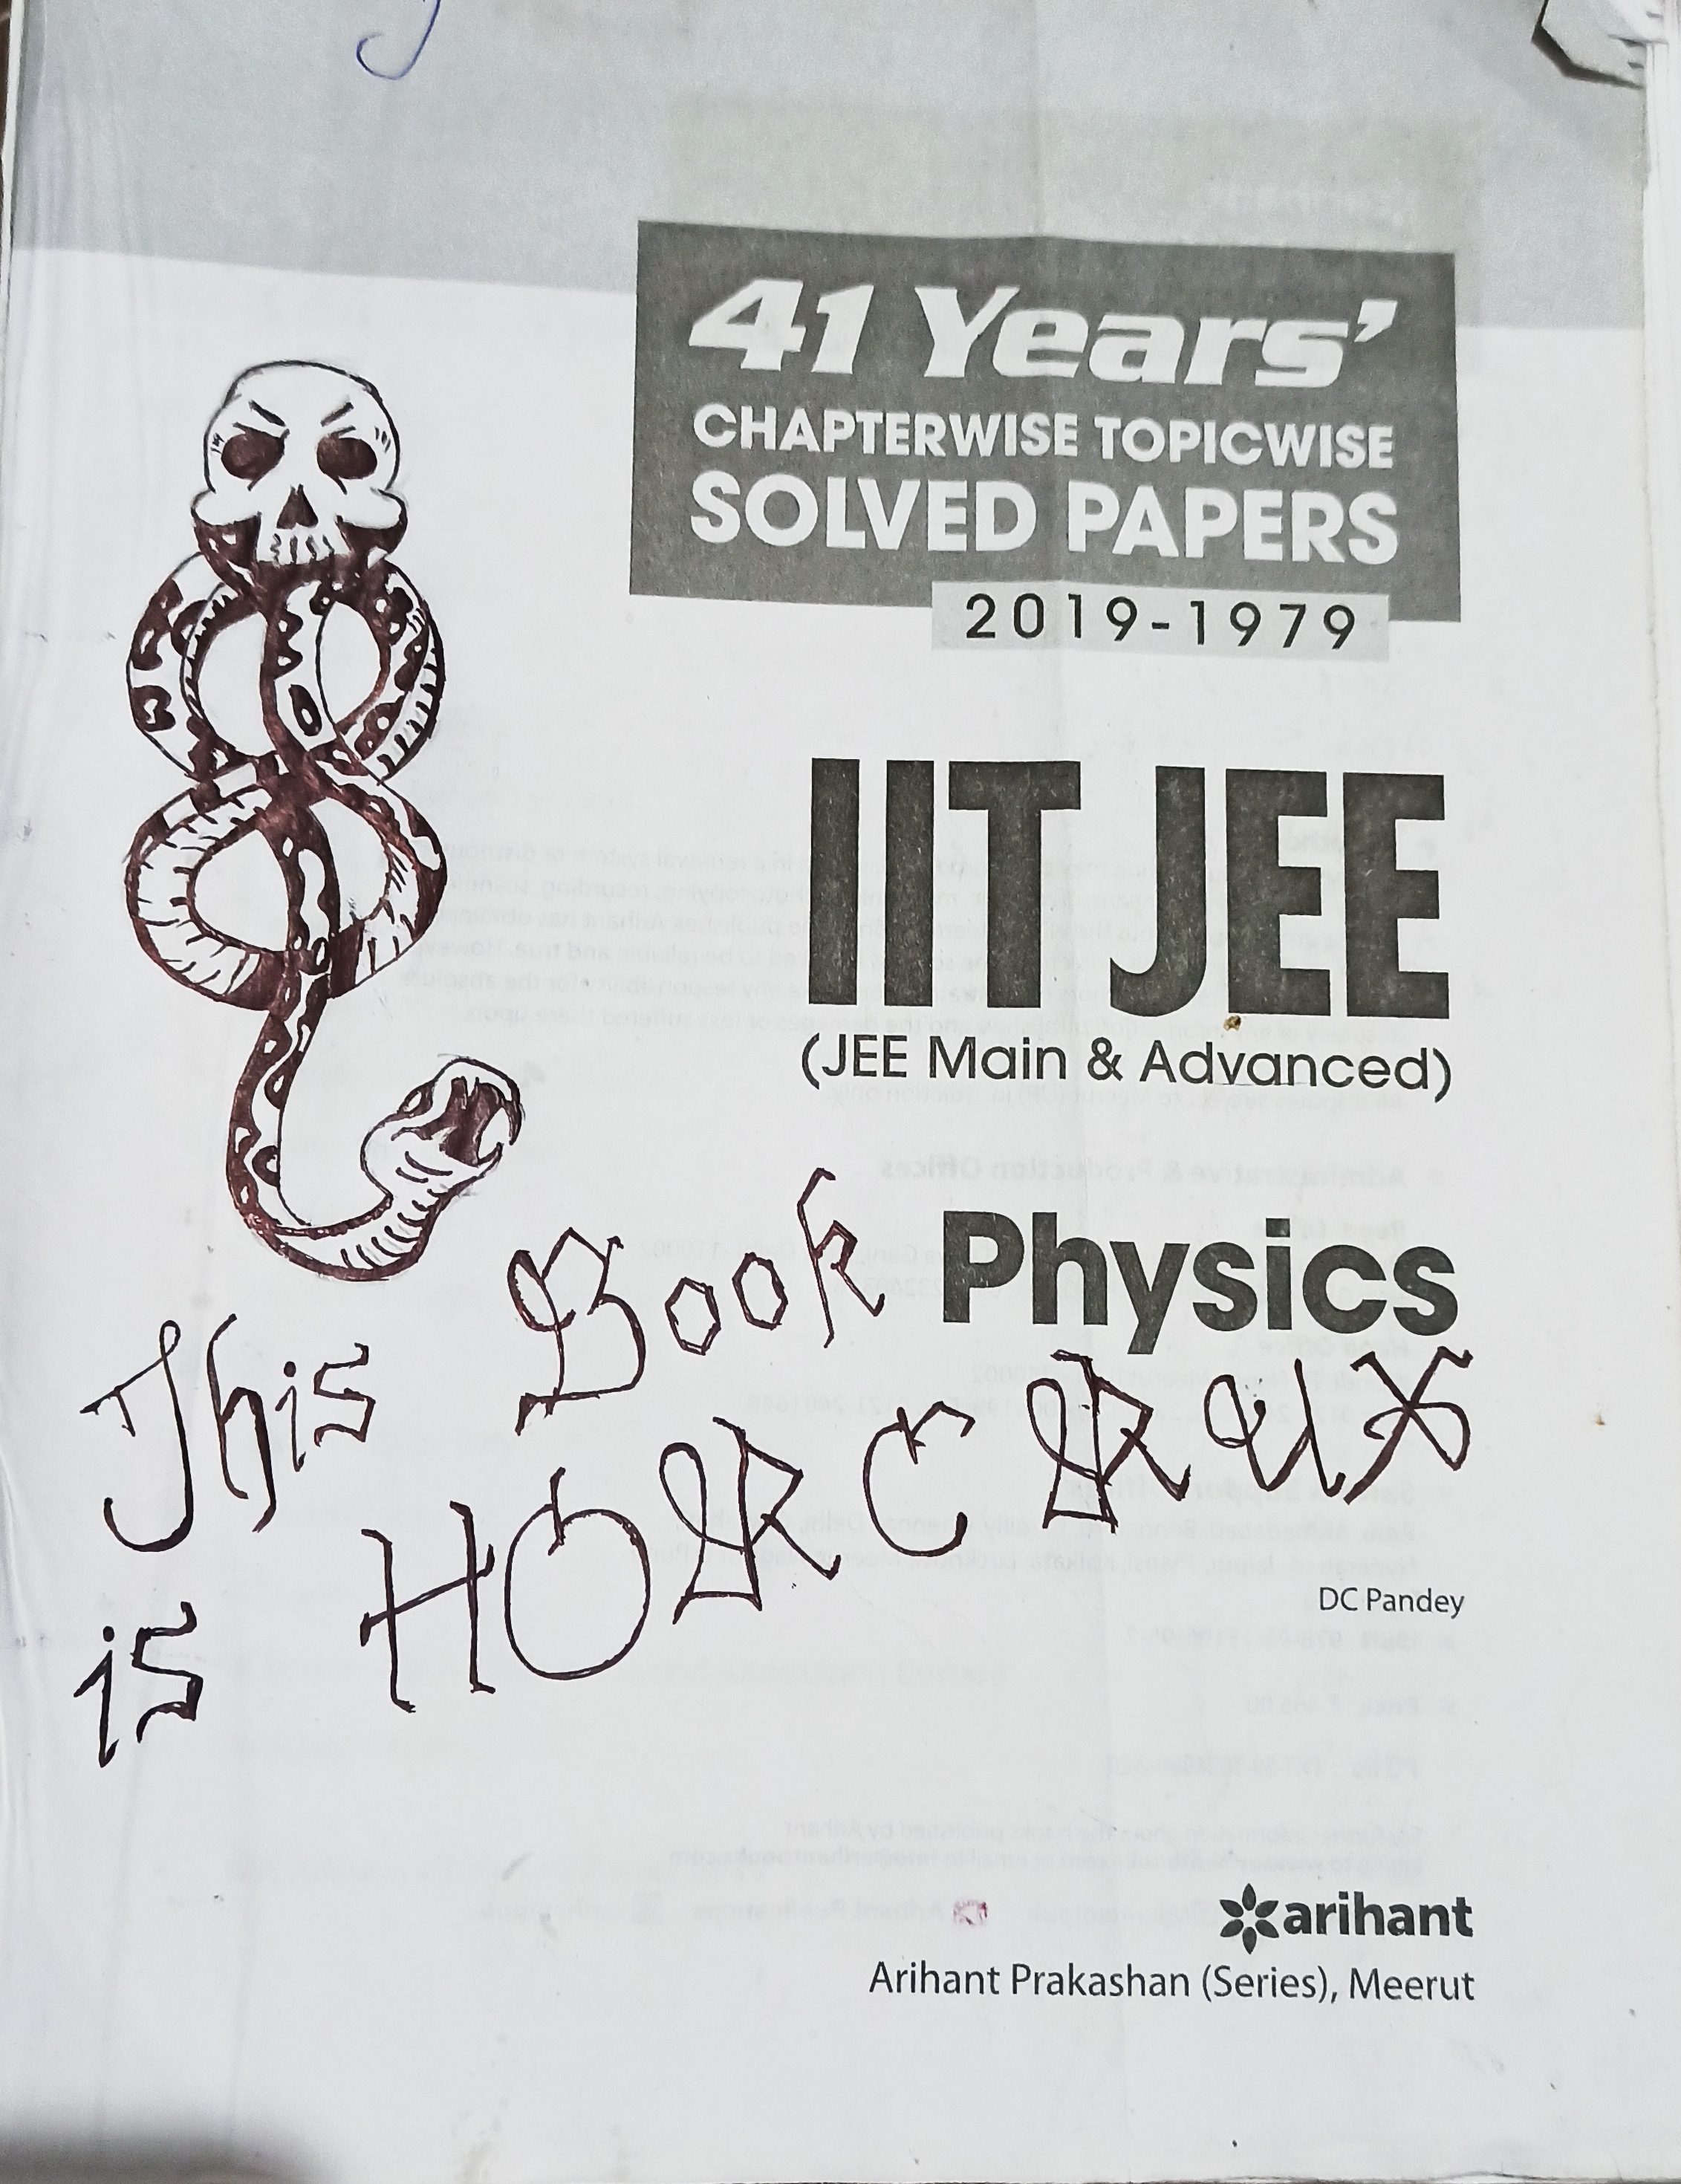 41 Years'
CHAPTERWISE TOPICWISE
SOLVED PAPERS
2019-1979
IIT JEE
(JEE Main & Advanced)
Physics
This Book
is HORCRUX
DC Pandey
arihant
Arihant Prakashan (Series), Meerut